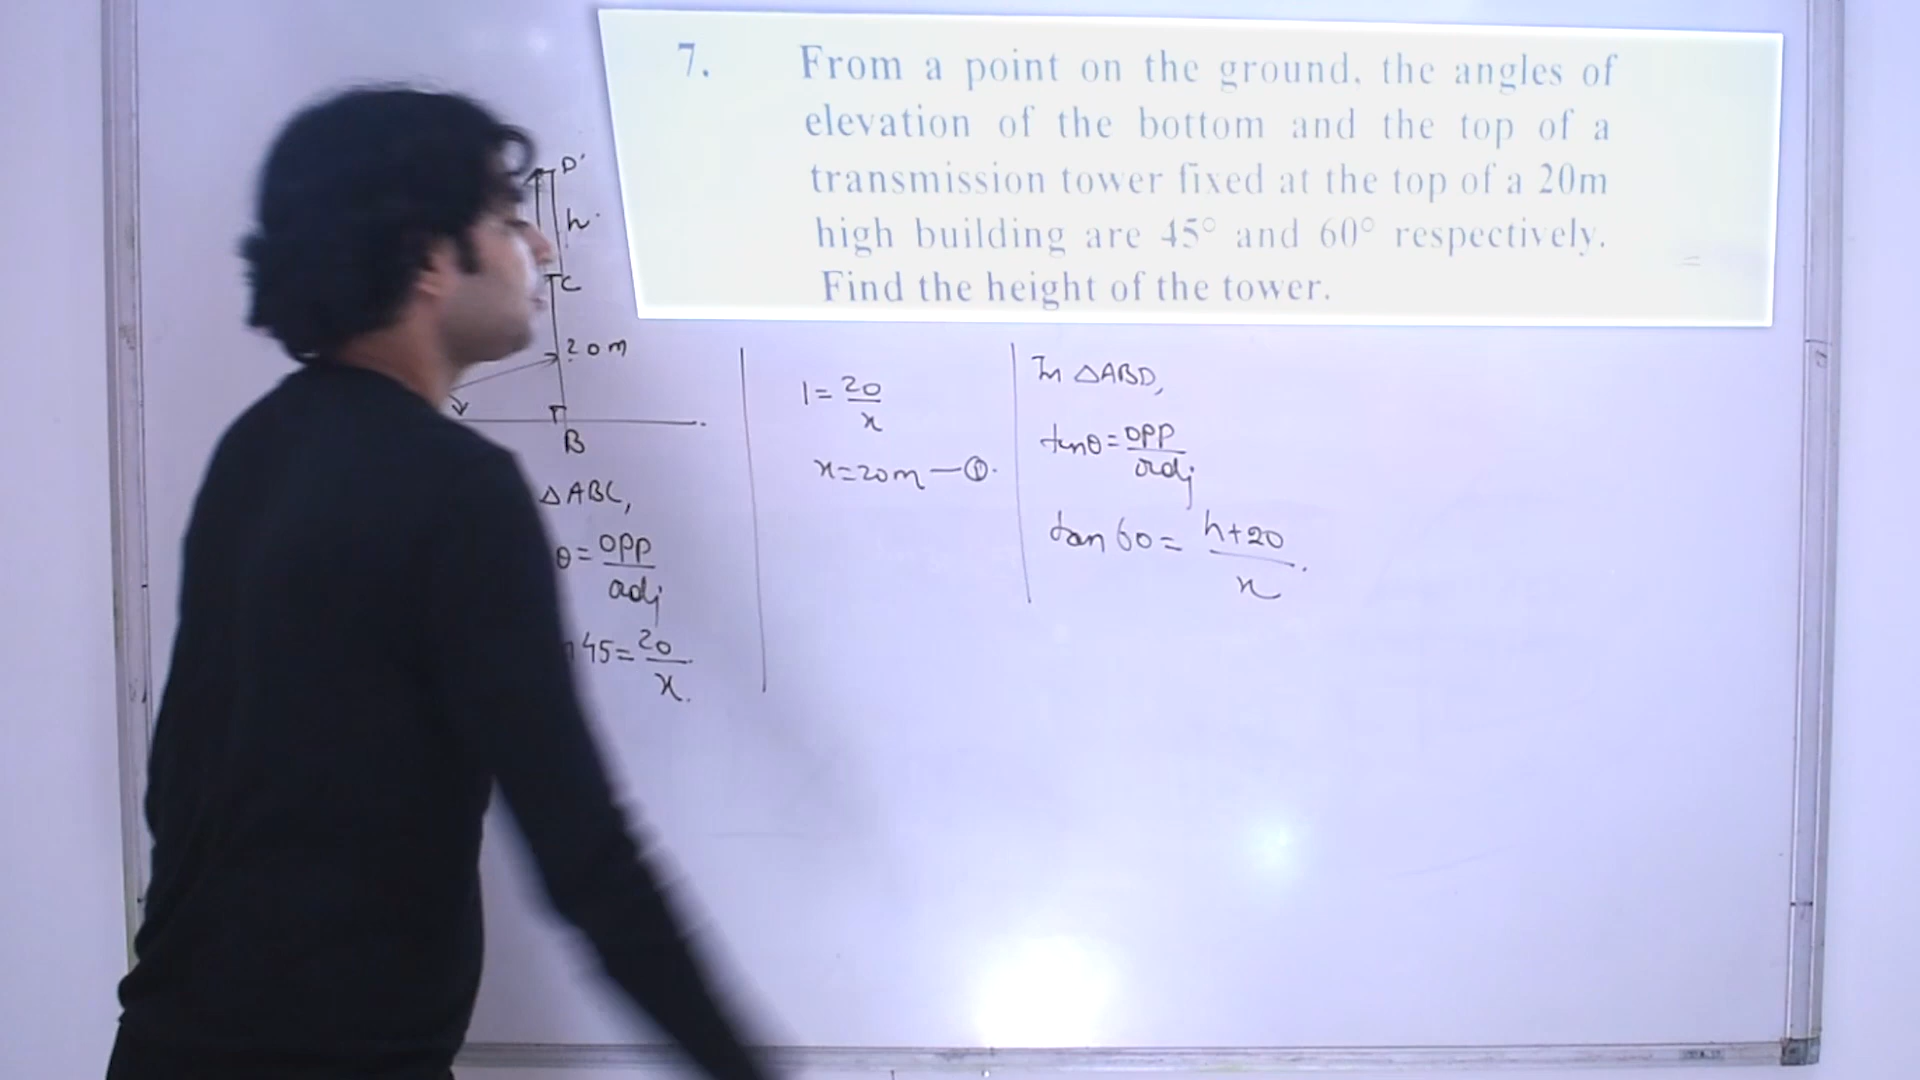 7. From a point on the ground, the angles of
elevation of the bottom and the top of a
transmission tower fixed at the top of a 20m
high building are 45° and 60° respectively.
Find the height of the tower.
D
h
C
20m
B
△ABC,
θ = opp/adj
45 = 20/x
1 = 20/x
x = 20m — ①
In △ABD,
tanθ = opp/adj
tan 60 = h+20/x